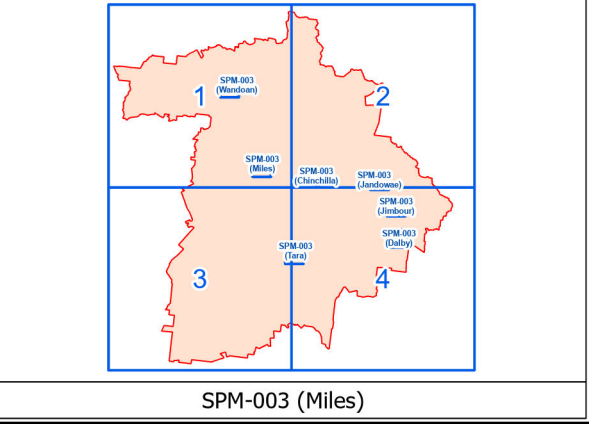 SPM-003
(Wandoan)
1
2
SPM-003
(Miles)
SPM-003
(Chinchilla)
SPM-003
(Jandowae)
SPM-003
(Jimbour)
SPM-003
(Dalby)
SPM-003
(Tara)
3
4
SPM-003 (Miles)